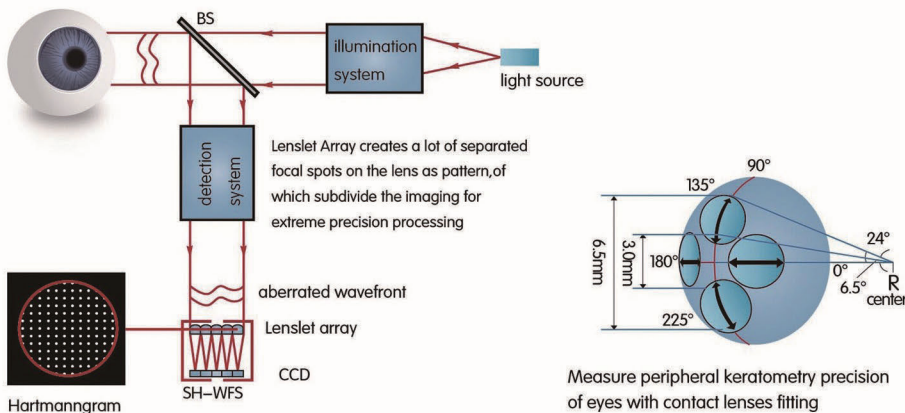 BS
illumination
system
light source
detection
system
Lenslet Array creates a lot of separated
focal spots on the lens as pattern,of
which subdivide the imaging for
extreme precision processing
aberrated wavefront
Lenslet array
CCD
SH-WFS
Hartmanngram
90°
135°
6.5mm
3.0mm
180°
0°
24°
6.5°
R
center
225°
Measure peripheral keratometry precision
of eyes with contact lenses fitting